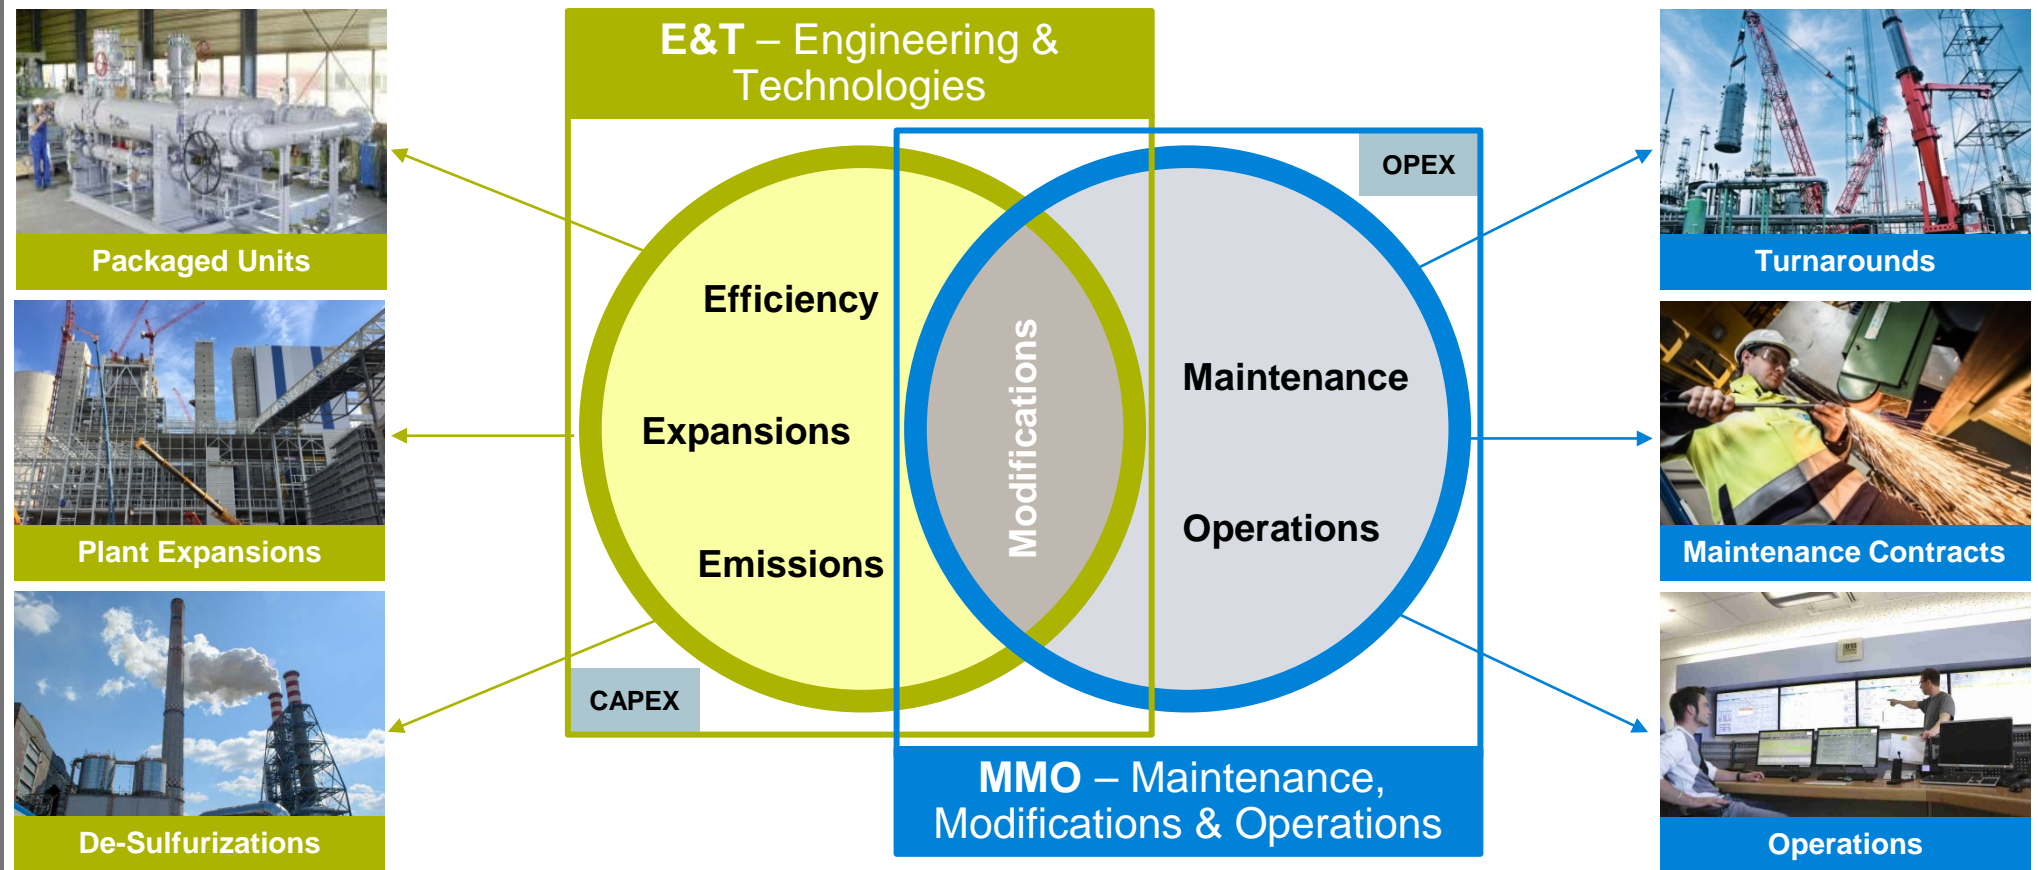 E&T – Engineering &
Technologies
OPEX
Packaged Units
Turnarounds
Efficiency
Maintenance
Expansions
Modifications
Operations
Plant Expansions
Maintenance Contracts
Emissions
CAPEX
MMO – Maintenance,
Modifications & Operations
De-Sulfurizations
Operations